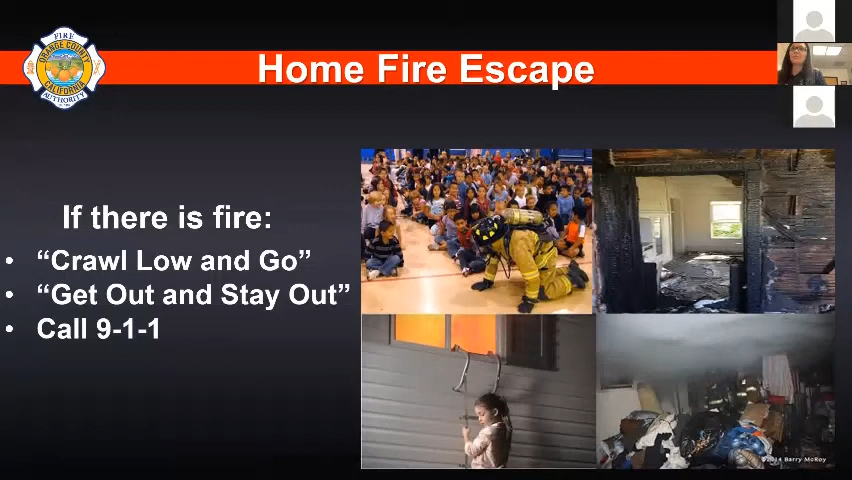 FIRE
ORANGE COUNTY
CALIFORNIA
AUTHORITY
Home Fire Escape
If there is fire:
• “Crawl Low and Go”
• “Get Out and Stay Out”
• Call 9-1-1
©2014 Barry McRoy